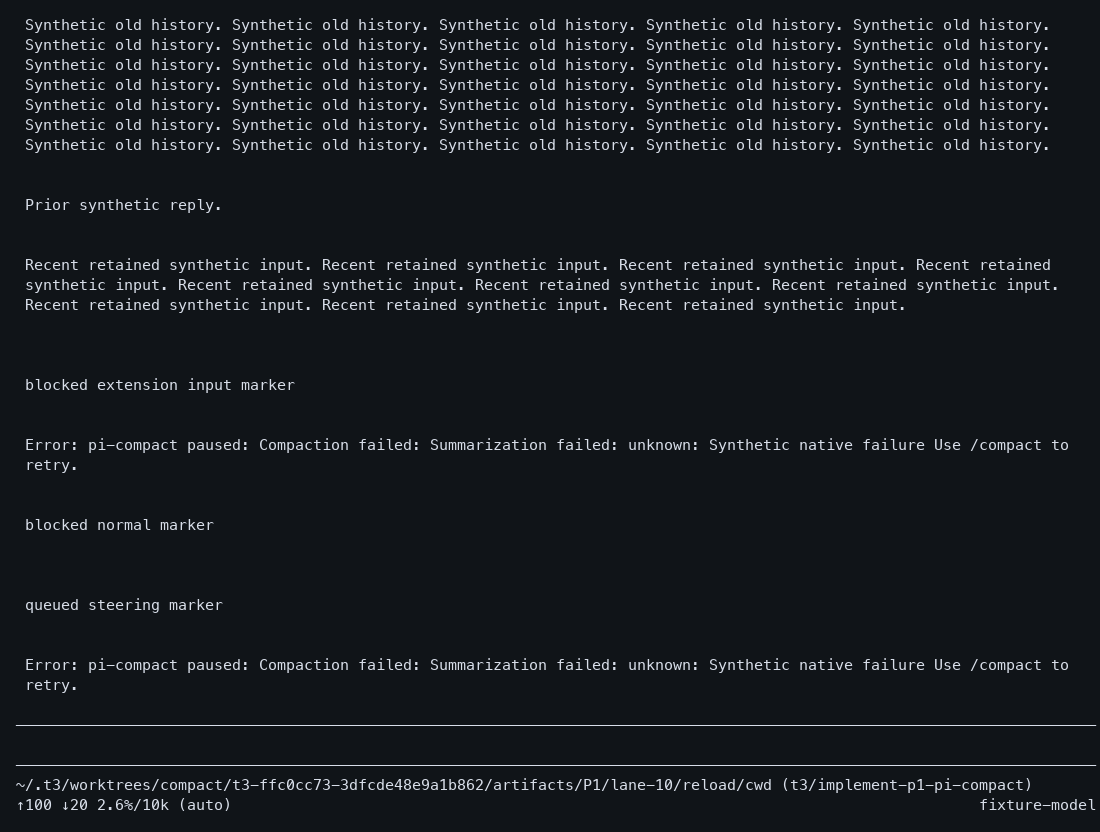 Synthetic old history. Synthetic old history. Synthetic old history. Synthetic old history. Synthetic old history.
Synthetic old history. Synthetic old history. Synthetic old history. Synthetic old history. Synthetic old history.
Synthetic old history. Synthetic old history. Synthetic old history. Synthetic old history. Synthetic old history.
Synthetic old history. Synthetic old history. Synthetic old history. Synthetic old history. Synthetic old history.
Synthetic old history. Synthetic old history. Synthetic old history. Synthetic old history. Synthetic old history.
Synthetic old history. Synthetic old history. Synthetic old history. Synthetic old history. Synthetic old history.
Synthetic old history. Synthetic old history. Synthetic old history. Synthetic old history. Synthetic old history.
Prior synthetic reply.
Recent retained synthetic input. Recent retained synthetic input. Recent retained synthetic input. Recent retained
synthetic input. Recent retained synthetic input. Recent retained synthetic input. Recent retained synthetic input.
Recent retained synthetic input. Recent retained synthetic input. Recent retained synthetic input.
blocked extension input marker
Error: pi-compact paused: Compaction failed: Summarization failed: unknown: Synthetic native failure Use /compact to
retry.
blocked normal marker
queued steering marker
Error: pi-compact paused: Compaction failed: Summarization failed: unknown: Synthetic native failure Use /compact to
retry.
~/.t3/worktrees/compact/t3-ffc0cc73-3dfcde48e9a1b862/artifacts/P1/lane-10/reload/cwd (t3/implement-p1-pi-compact)
↑100 ↓20 2.6%/10k (auto) fixture-model